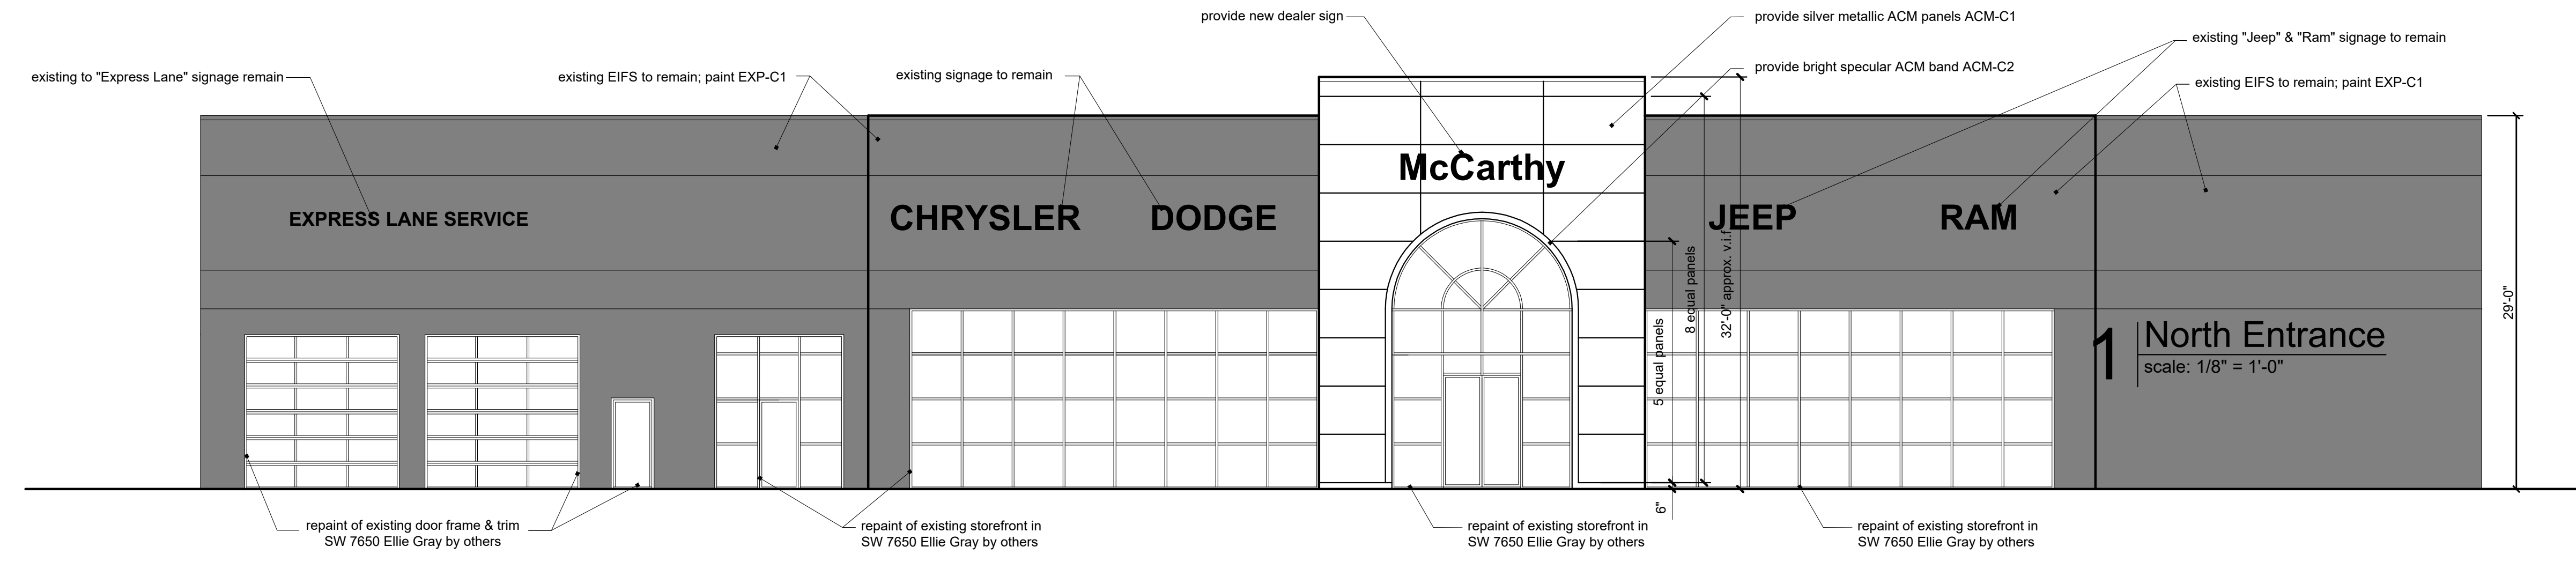 provide new dealer sign
provide silver metallic ACM panels ACM-C1
existing "Jeep" & "Ram" signage to remain
existing to "Express Lane" signage remain
existing EIFS to remain; paint EXP-C1
existing signage to remain
provide bright specular ACM band ACM-C2
existing EIFS to remain; paint EXP-C1
McCarthy
EXPRESS LANE SERVICE
CHRYSLER
DODGE
JEEP
RAM
5 equal panels
8 equal panels
32'-0" approx. v.i.f.
29'-0"
6"
1
North Entrance
scale: 1/8" = 1'-0"
repaint of existing door frame & trim
SW 7650 Ellie Gray by others
repaint of existing storefront in
SW 7650 Ellie Gray by others
repaint of existing storefront in
SW 7650 Ellie Gray by others
repaint of existing storefront in
SW 7650 Ellie Gray by others